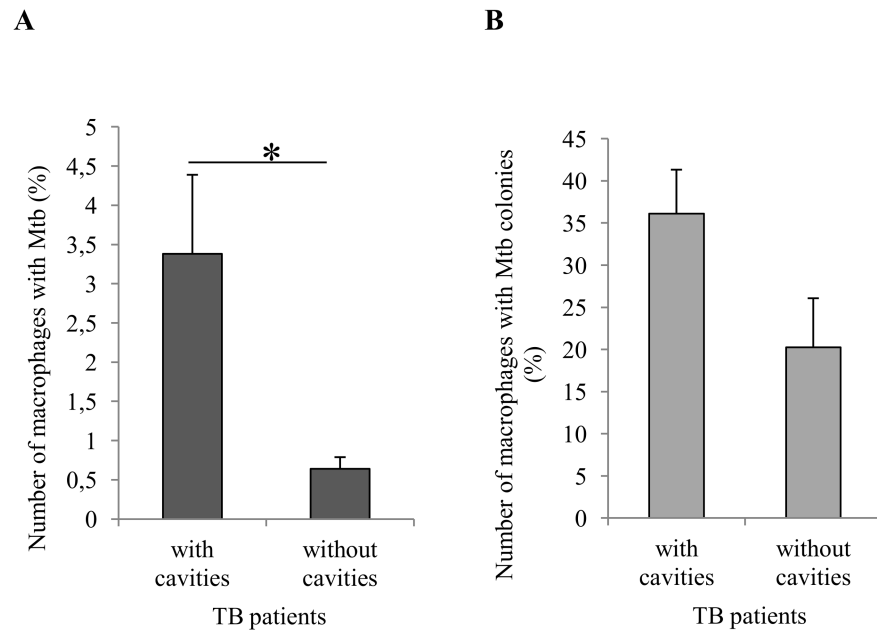 A
Number of macrophages with Mtb (%)
5
4,5
4
3,5
3
2,5
2
1,5
1
0,5
0
*
with
cavities
without
cavities
TB patients
B
Number of macrophages with Mtb colonies
(%)
45
40
35
30
25
20
15
10
5
0
with
cavities
without
cavities
TB patients